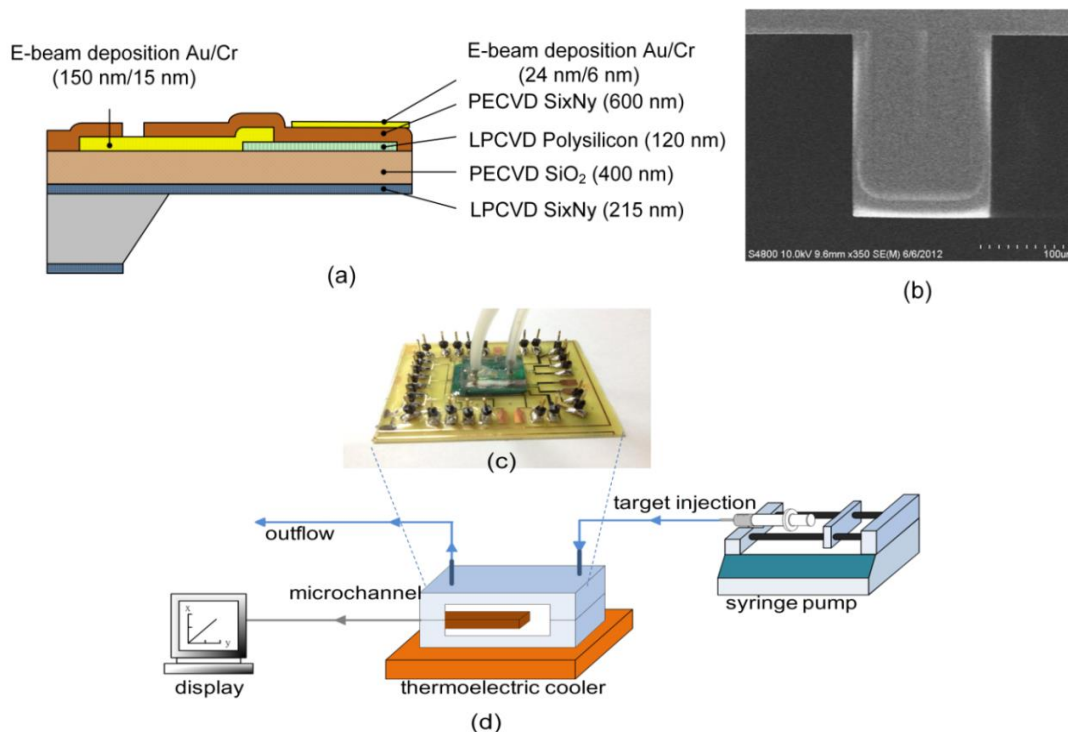 E-beam deposition Au/Cr
(150 nm/15 nm)
E-beam deposition Au/Cr
(24 nm/6 nm)
PECVD SixNy (600 nm)
LPCVD Polysilicon (120 nm)
PECVD SiO₂ (400 nm)
LPCVD SixNy (215 nm)
(a)
S4800 10.0kV 9.6mm x350 SE(M) 6/6/2012
100um
(b)
(c)
target injection
outflow
microchannel
syringe pump
x
y
display
thermoelectric cooler
(d)